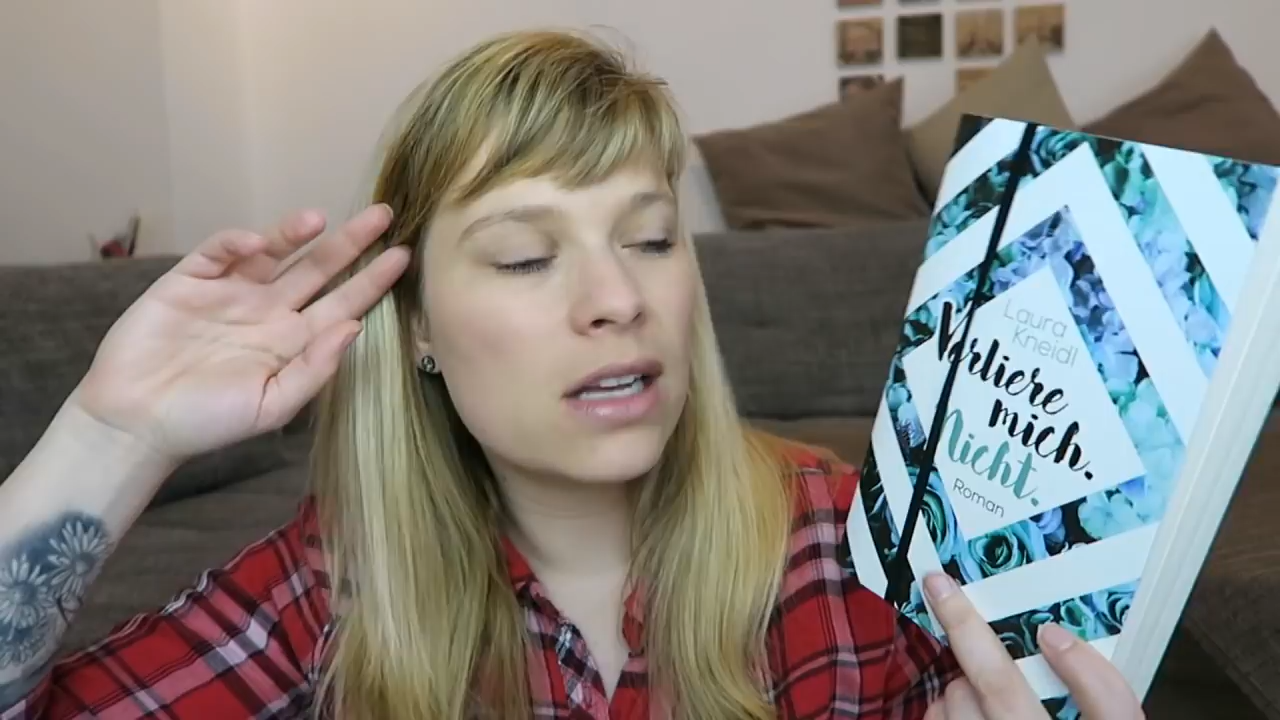 Laura
Kneidl
Verliere
mich.
Nicht.
Roman